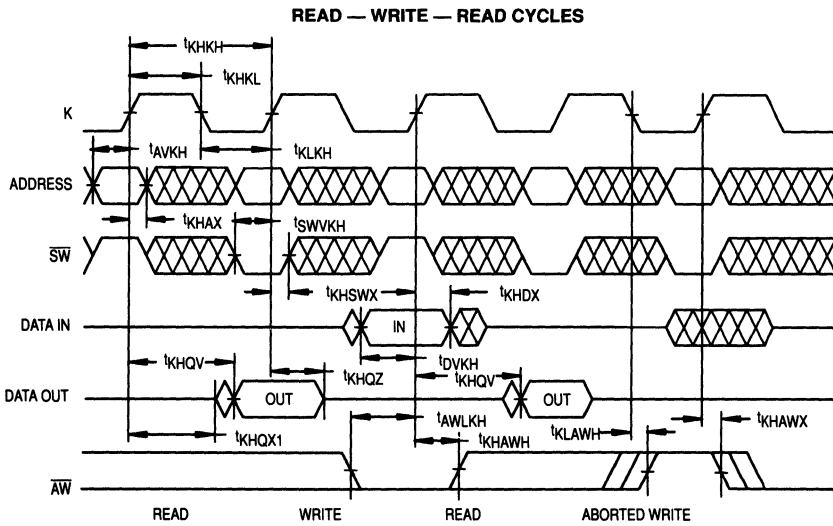 READ — WRITE — READ CYCLES
tKHKH
tKHKL
K
tAVKH
tKLKH
ADDRESS
tKHAX
tSWVKH
SW
tKHSWX
tKHDX
DATA IN
IN
tDVKH
tKHQV
tKHQZ
tKHQV
DATA OUT
OUT
OUT
tAWLKH
tKHQX1
tKHAWH
tKLAWH
tKHAWX
AW
READ
WRITE
READ
ABORTED WRITE